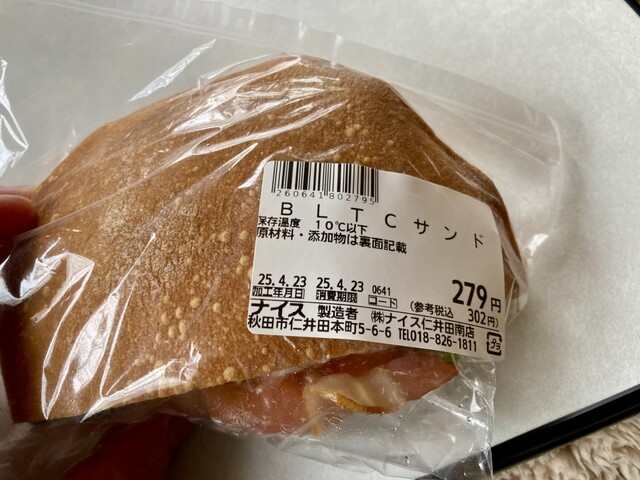 260641802795
BLTCサンド
保存温度 10℃以下
原材料・添加物は裏面記載
25.4.23 25.4.23 0641 279円
加工年月日 消費期限 コード (参考税込 302円)
ナイス 製造者 ㈱ナイス仁井田南店
秋田市仁井田本町5-6-6 TEL018-826-1811
プラ